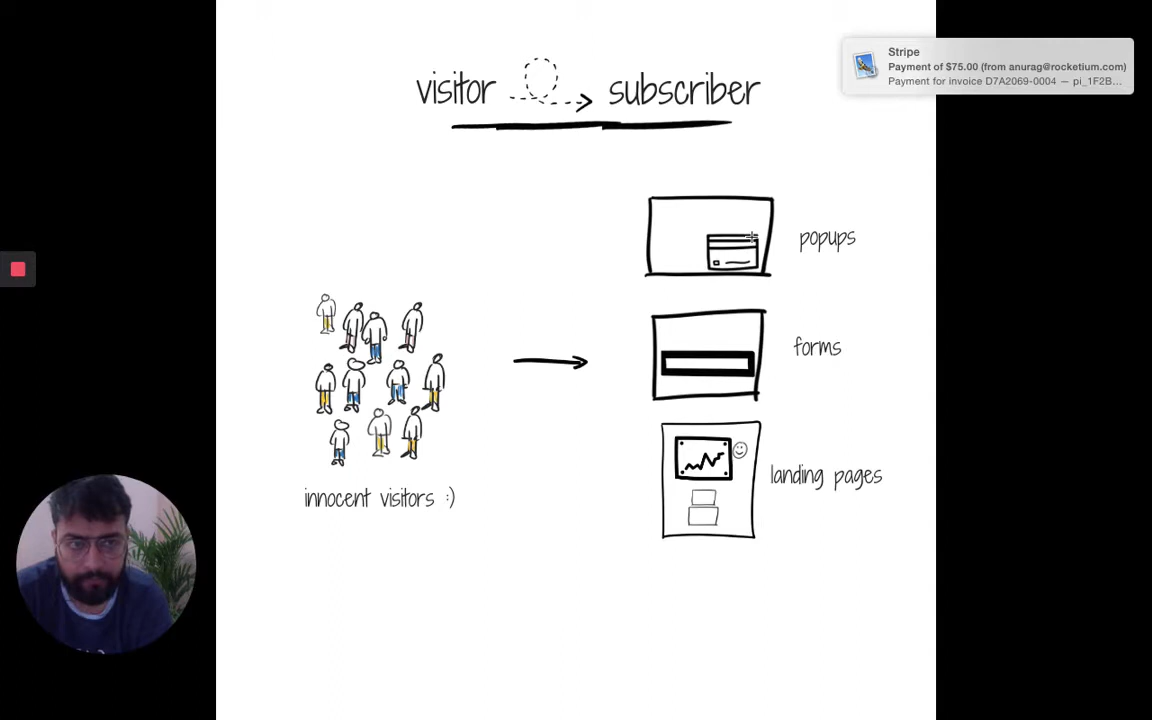 Stripe
Payment of $75.00 (from anurag@rocketium.com)
Payment for invoice D7A2069-0004 — pi_1F2B...
visitor subscriber
popups
forms
landing pages
innocent visitors :)